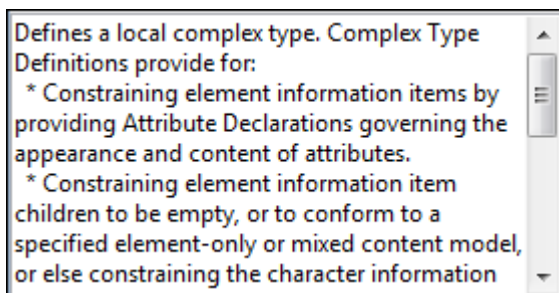 Defines a local complex type. Complex Type
Definitions provide for:
* Constraining element information items by
providing Attribute Declarations governing the
appearance and content of attributes.
* Constraining element information item
children to be empty, or to conform to a
specified element-only or mixed content model,
or else constraining the character information